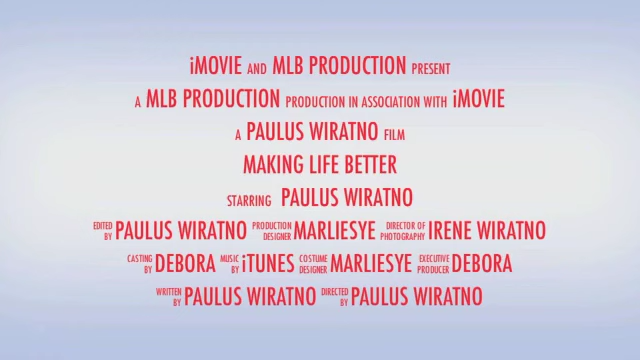 iMOVIE AND MLB PRODUCTION PRESENT
A MLB PRODUCTION PRODUCTION IN ASSOCIATION WITH iMOVIE
A PAULUS WIRATNO FILM
MAKING LIFE BETTER
STARRING PAULUS WIRATNO
EDITED BY PAULUS WIRATNO PRODUCTION DESIGNER MARLIESYE DIRECTOR OF PHOTOGRAPHY IRENE WIRATNO
CASTING BY DEBORA MUSIC BY iTUNES COSTUME DESIGNER MARLIESYE EXECUTIVE PRODUCER DEBORA
WRITTEN BY PAULUS WIRATNO DIRECTED BY PAULUS WIRATNO